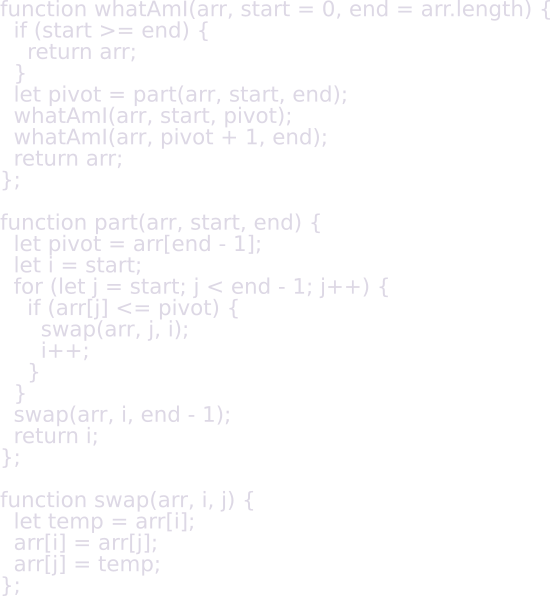 function whatAmI(arr, start = 0, end = arr.length) {
  if (start >= end) {
    return arr;
  }
  let pivot = part(arr, start, end);
  whatAmI(arr, start, pivot);
  whatAmI(arr, pivot + 1, end);
  return arr;
};

function part(arr, start, end) {
  let pivot = arr[end - 1];
  let i = start;
  for (let j = start; j < end - 1; j++) {
    if (arr[j] <= pivot) {
      swap(arr, j, i);
      i++;
    }
  }
  swap(arr, i, end - 1);
  return i;
};

function swap(arr, i, j) {
  let temp = arr[i];
  arr[i] = arr[j];
  arr[j] = temp;
};